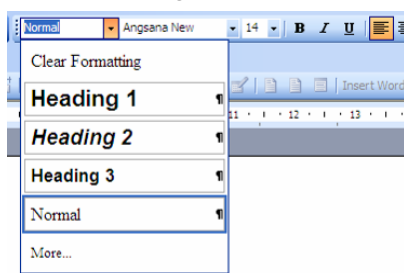 Normal Angsana New 14 B I U
Clear Formatting
Heading 1 ¶
Insert Word
Heading 2 ¶
11 12 13
Heading 3 ¶
Normal ¶
More...